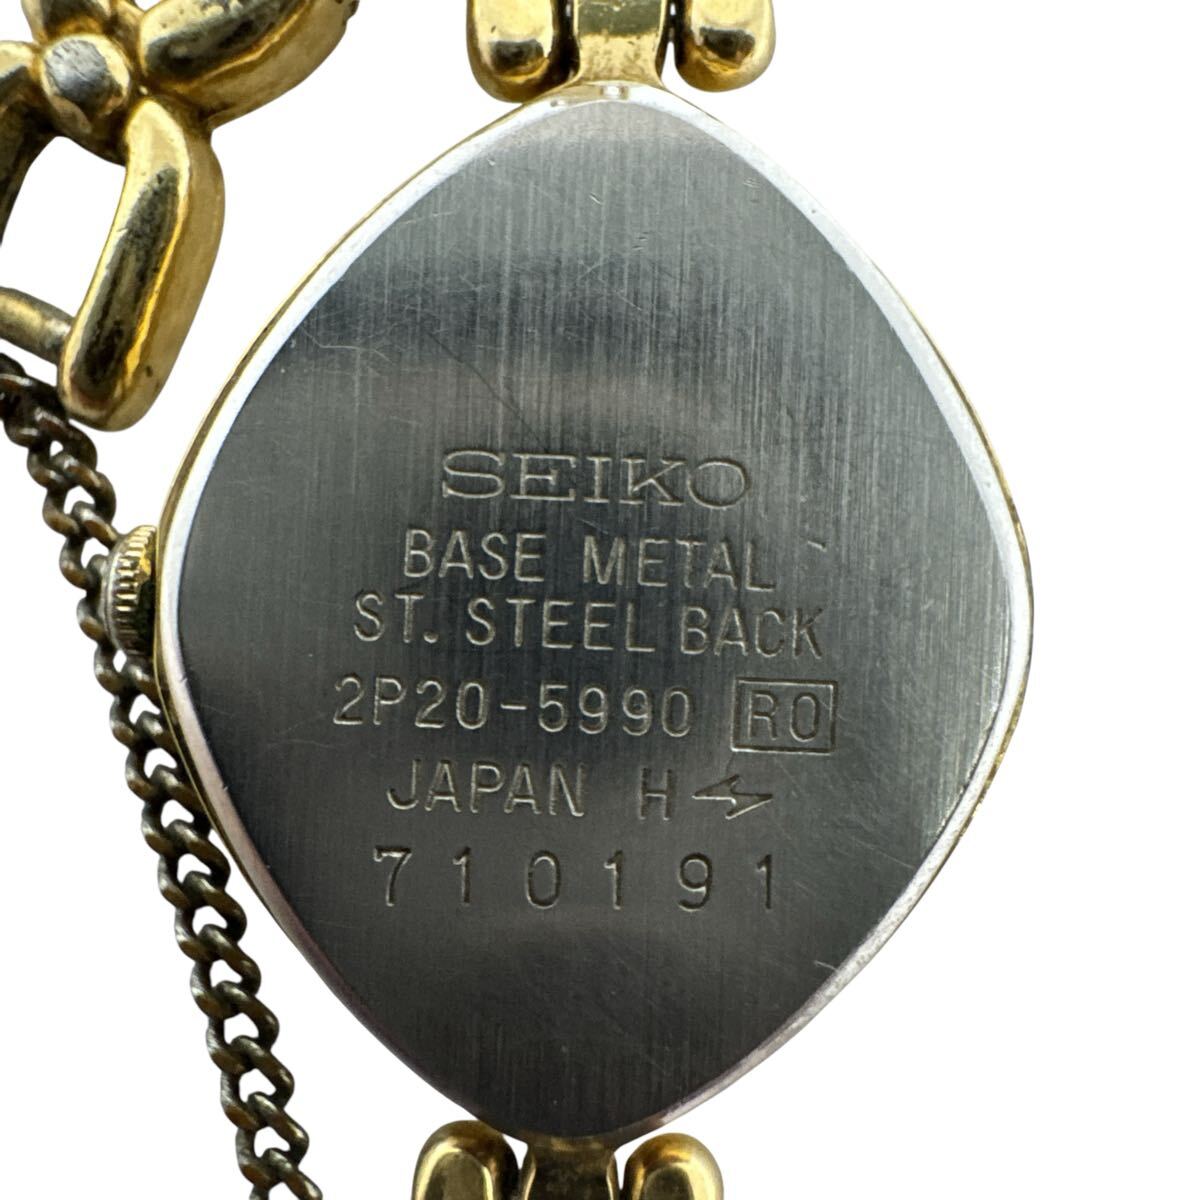 SEIKO
BASE METAL
ST. STEEL BACK
2P20-5990 RO
JAPAN H
710191